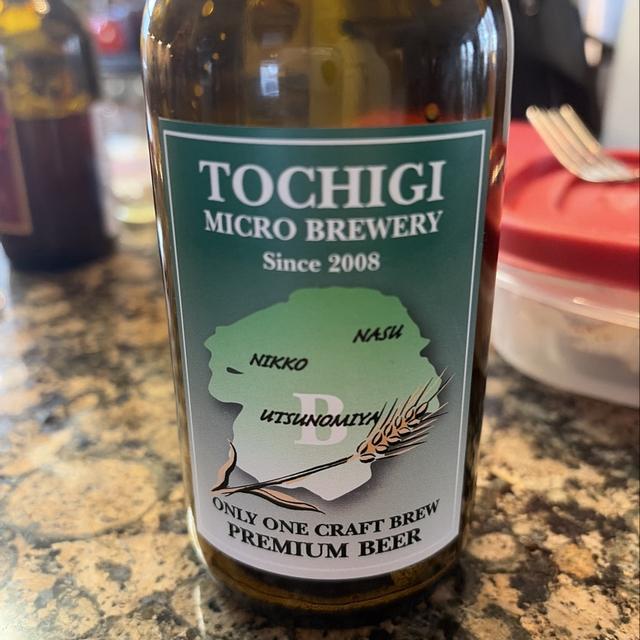 TOCHIGI
MICRO BREWERY
Since 2008
NASU
NIKKO
B
UTSUNOMIYA
ONLY ONE CRAFT BREW
PREMIUM BEER